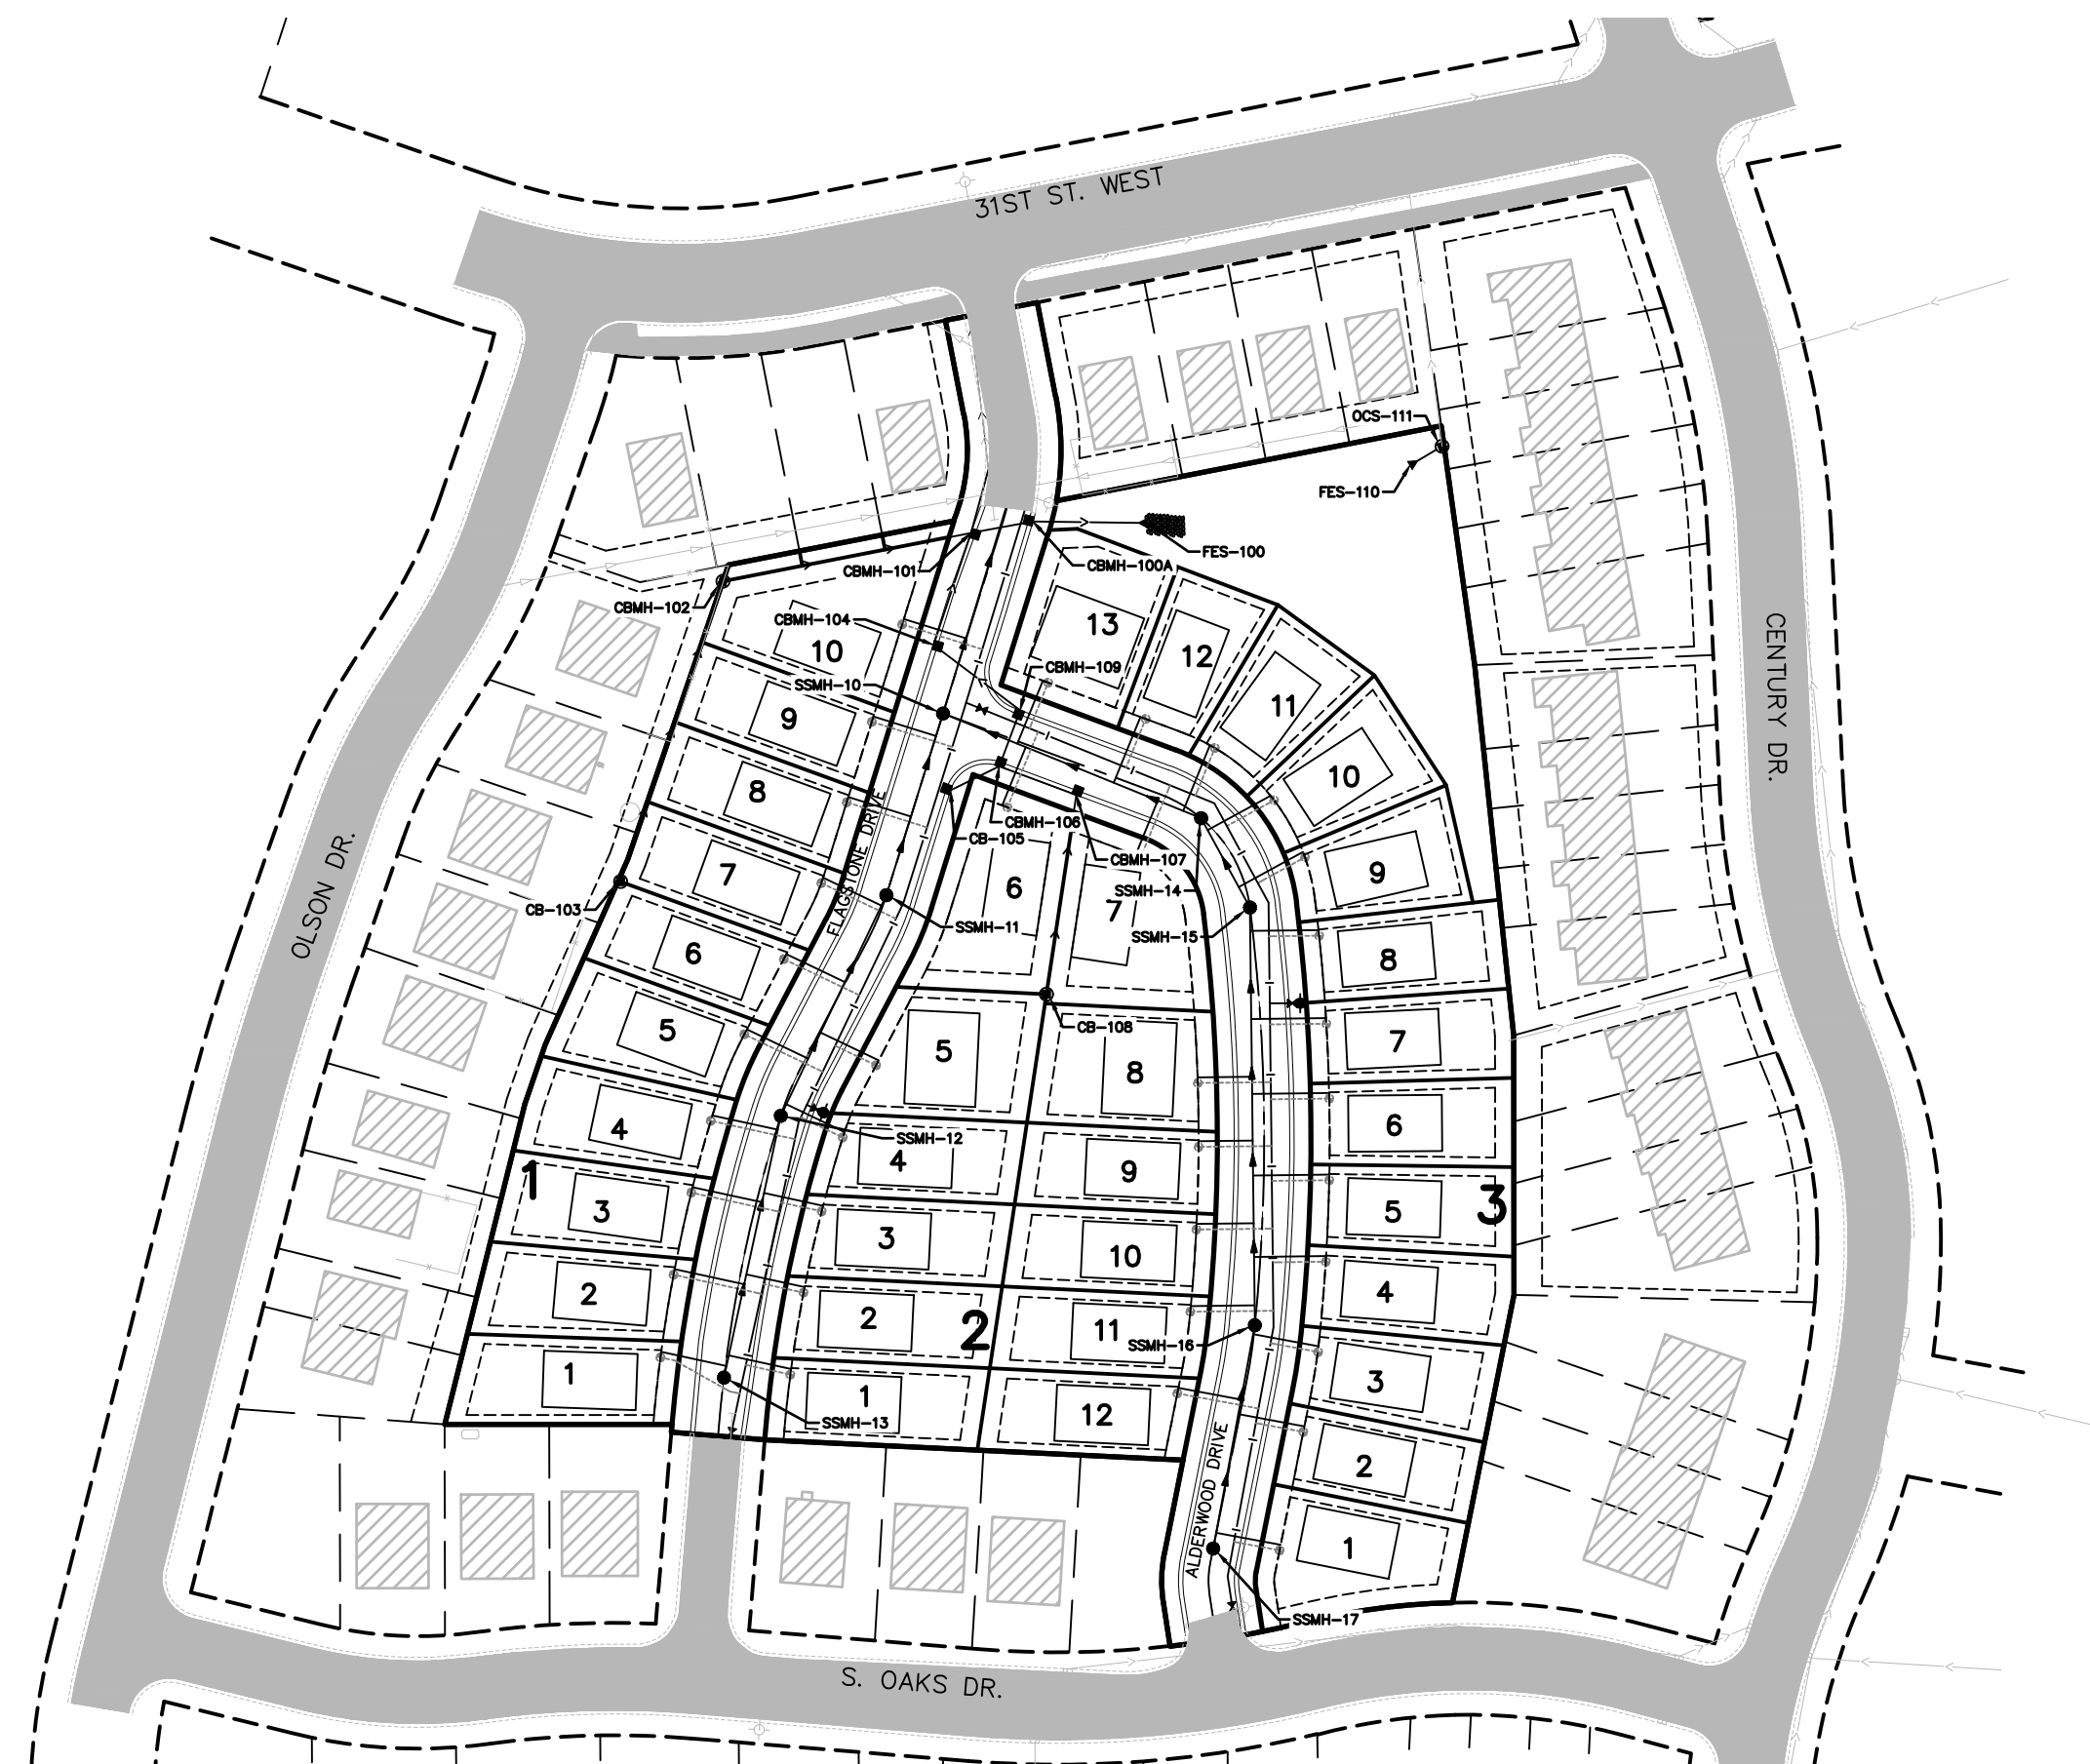 31ST ST. WEST
OCS-111
FES-110
FES-100
CBMH-101
CBMH-100A
CBMH-102
CBMH-104
13
10
12
CBMH-109
SSMH-10
9
11
8
10
CBMH-106
CB-105
CBMH-107
7
6
9
SSMH-14
7
CB-103
SSMH-11
SSMH-15
FLAGSTONE DRIVE
OLSON DR.
CENTURY DR.
6
8
CB-108
5
5
7
8
4
SSMH-12
6
4
9
1
3
5
3
3
10
2
4
2
2
11
SSMH-16
1
1
3
12
SSMH-13
2
ALDERWOOD DRIVE
1
SSMH-17
S. OAKS DR.